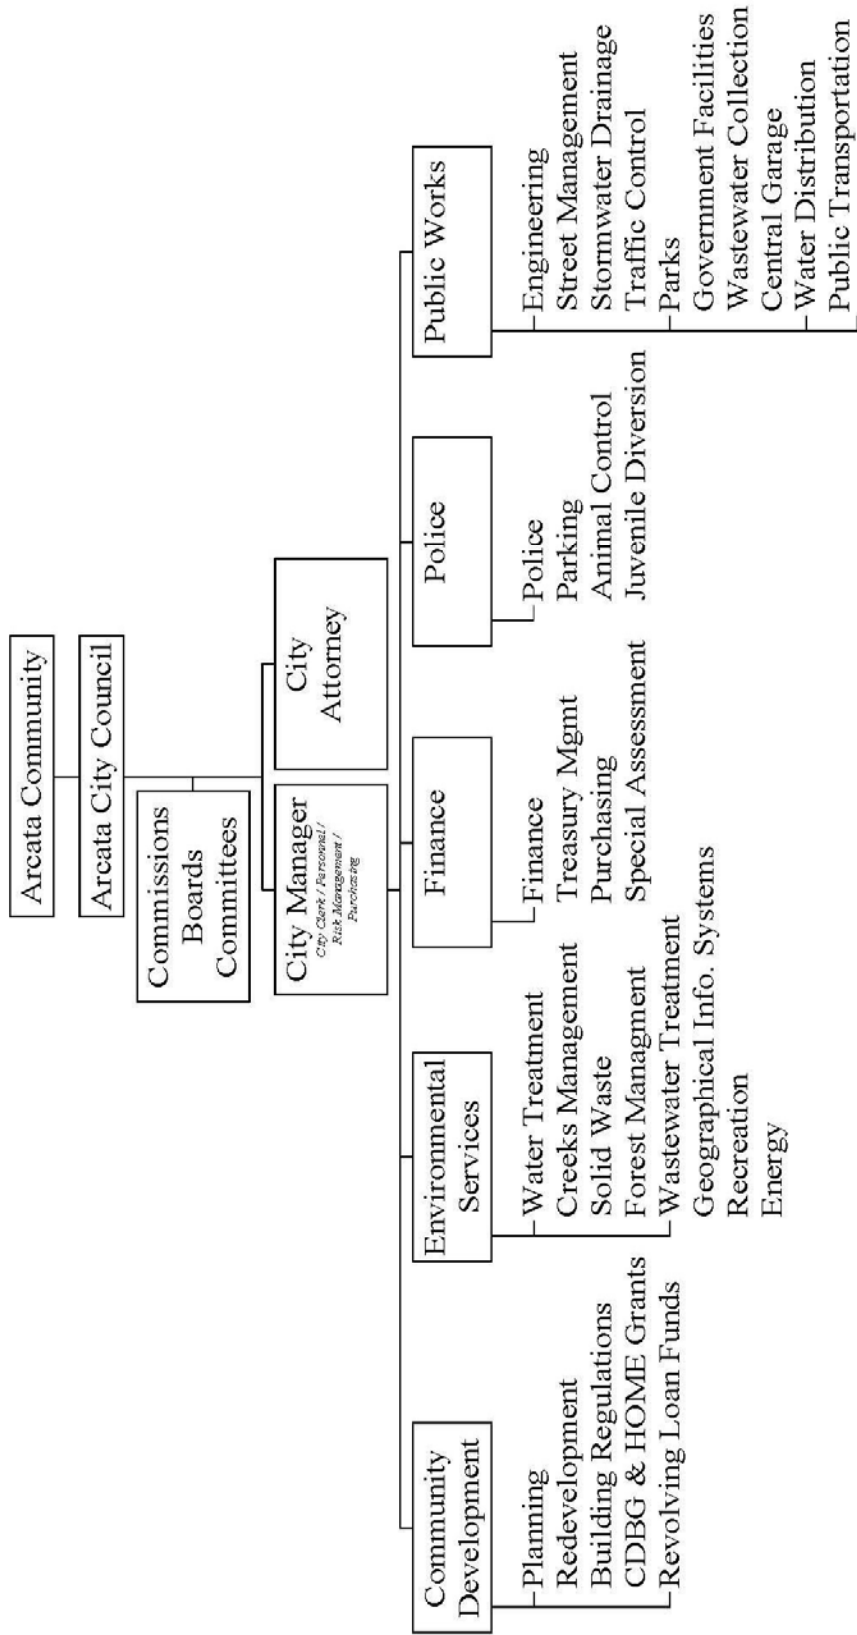 Arcata Community
Arcata City Council
Commissions
Boards
Committees
City Manager
City Clerk / Personnel /
Risk Management /
Purchasing
City
Attorney
Community
Development
Planning
Redevelopment
Building Regulations
CDBG & HOME Grants
Revolving Loan Funds
Environmental
Services
Water Treatment
Creeks Management
Solid Waste
Forest Managment
Wastewater Treatment
Geographical Info. Systems
Recreation
Energy
Finance
Finance
Treasury Mgmt
Purchasing
Special Assessment
Police
Police
Parking
Animal Control
Juvenile Diversion
Public Works
Engineering
Street Management
Stormwater Drainage
Traffic Control
Parks
Government Facilities
Wastewater Collection
Central Garage
Water Distribution
Public Transportation